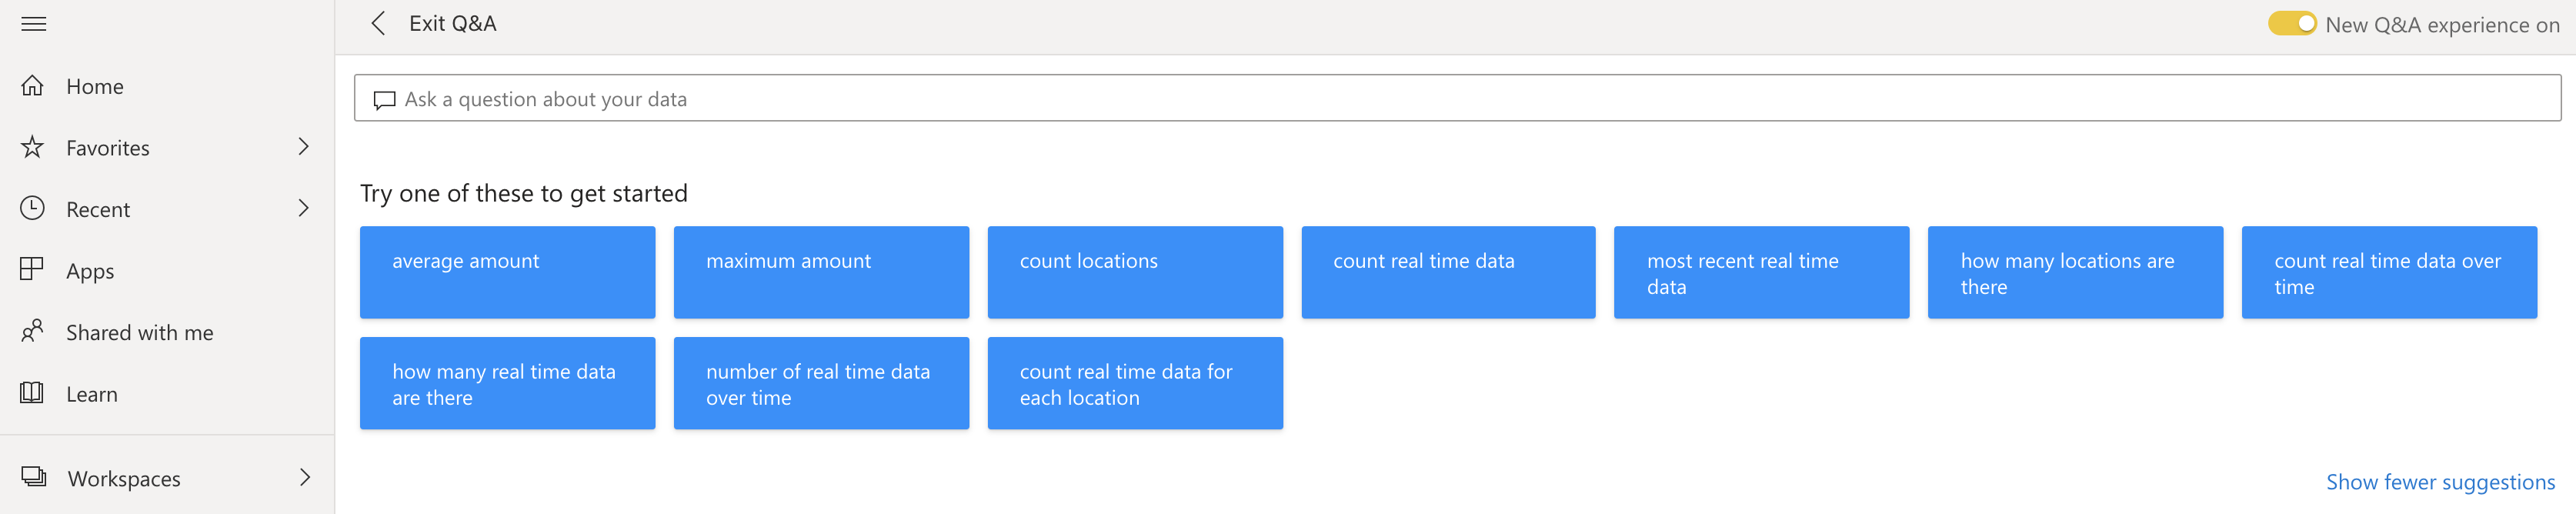 Exit Q&A
New Q&A experience on
Home
Favorites
Recent
Apps
Shared with me
Learn
Workspaces
Ask a question about your data
Try one of these to get started
average amount
maximum amount
count locations
count real time data
most recent real time
data
how many locations are
there
count real time data over
time
how many real time data
are there
number of real time data
over time
count real time data for
each location
Show fewer suggestions